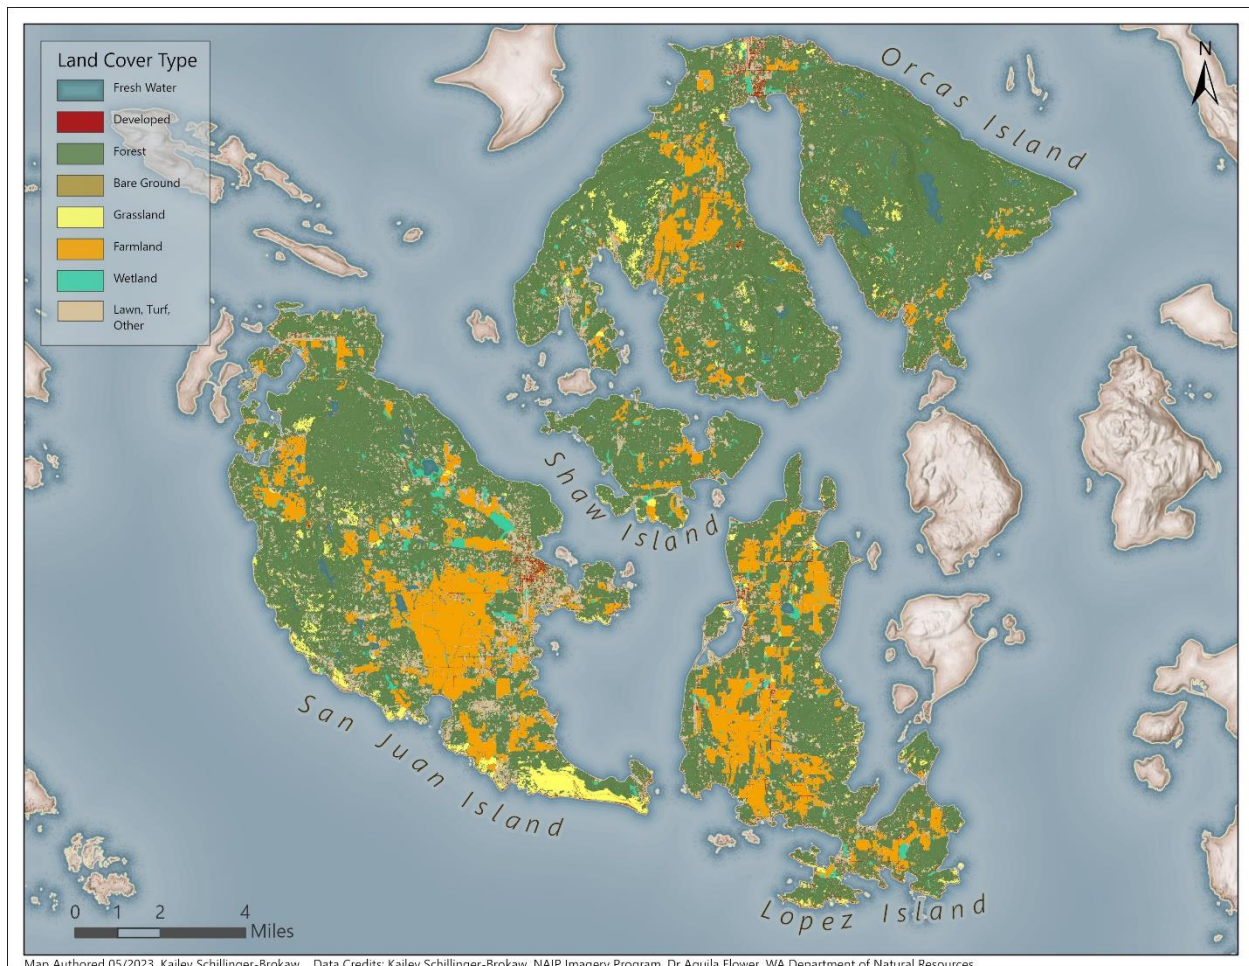 Land Cover Type
Fresh Water
Developed
Forest
Bare Ground
Grassland
Farmland
Wetland
Lawn, Turf,
Other
N
Orcas Island
Shaw Island
San Juan Island
Lopez Island
0 1 2 4
Miles
Map Authored 05/2023, Kailey Schillinger-Brokaw Data Credits: Kailey Schillinger-Brokaw, NAIP Imagery Program, Dr Aquila Flower, WA Department of Natural Resources